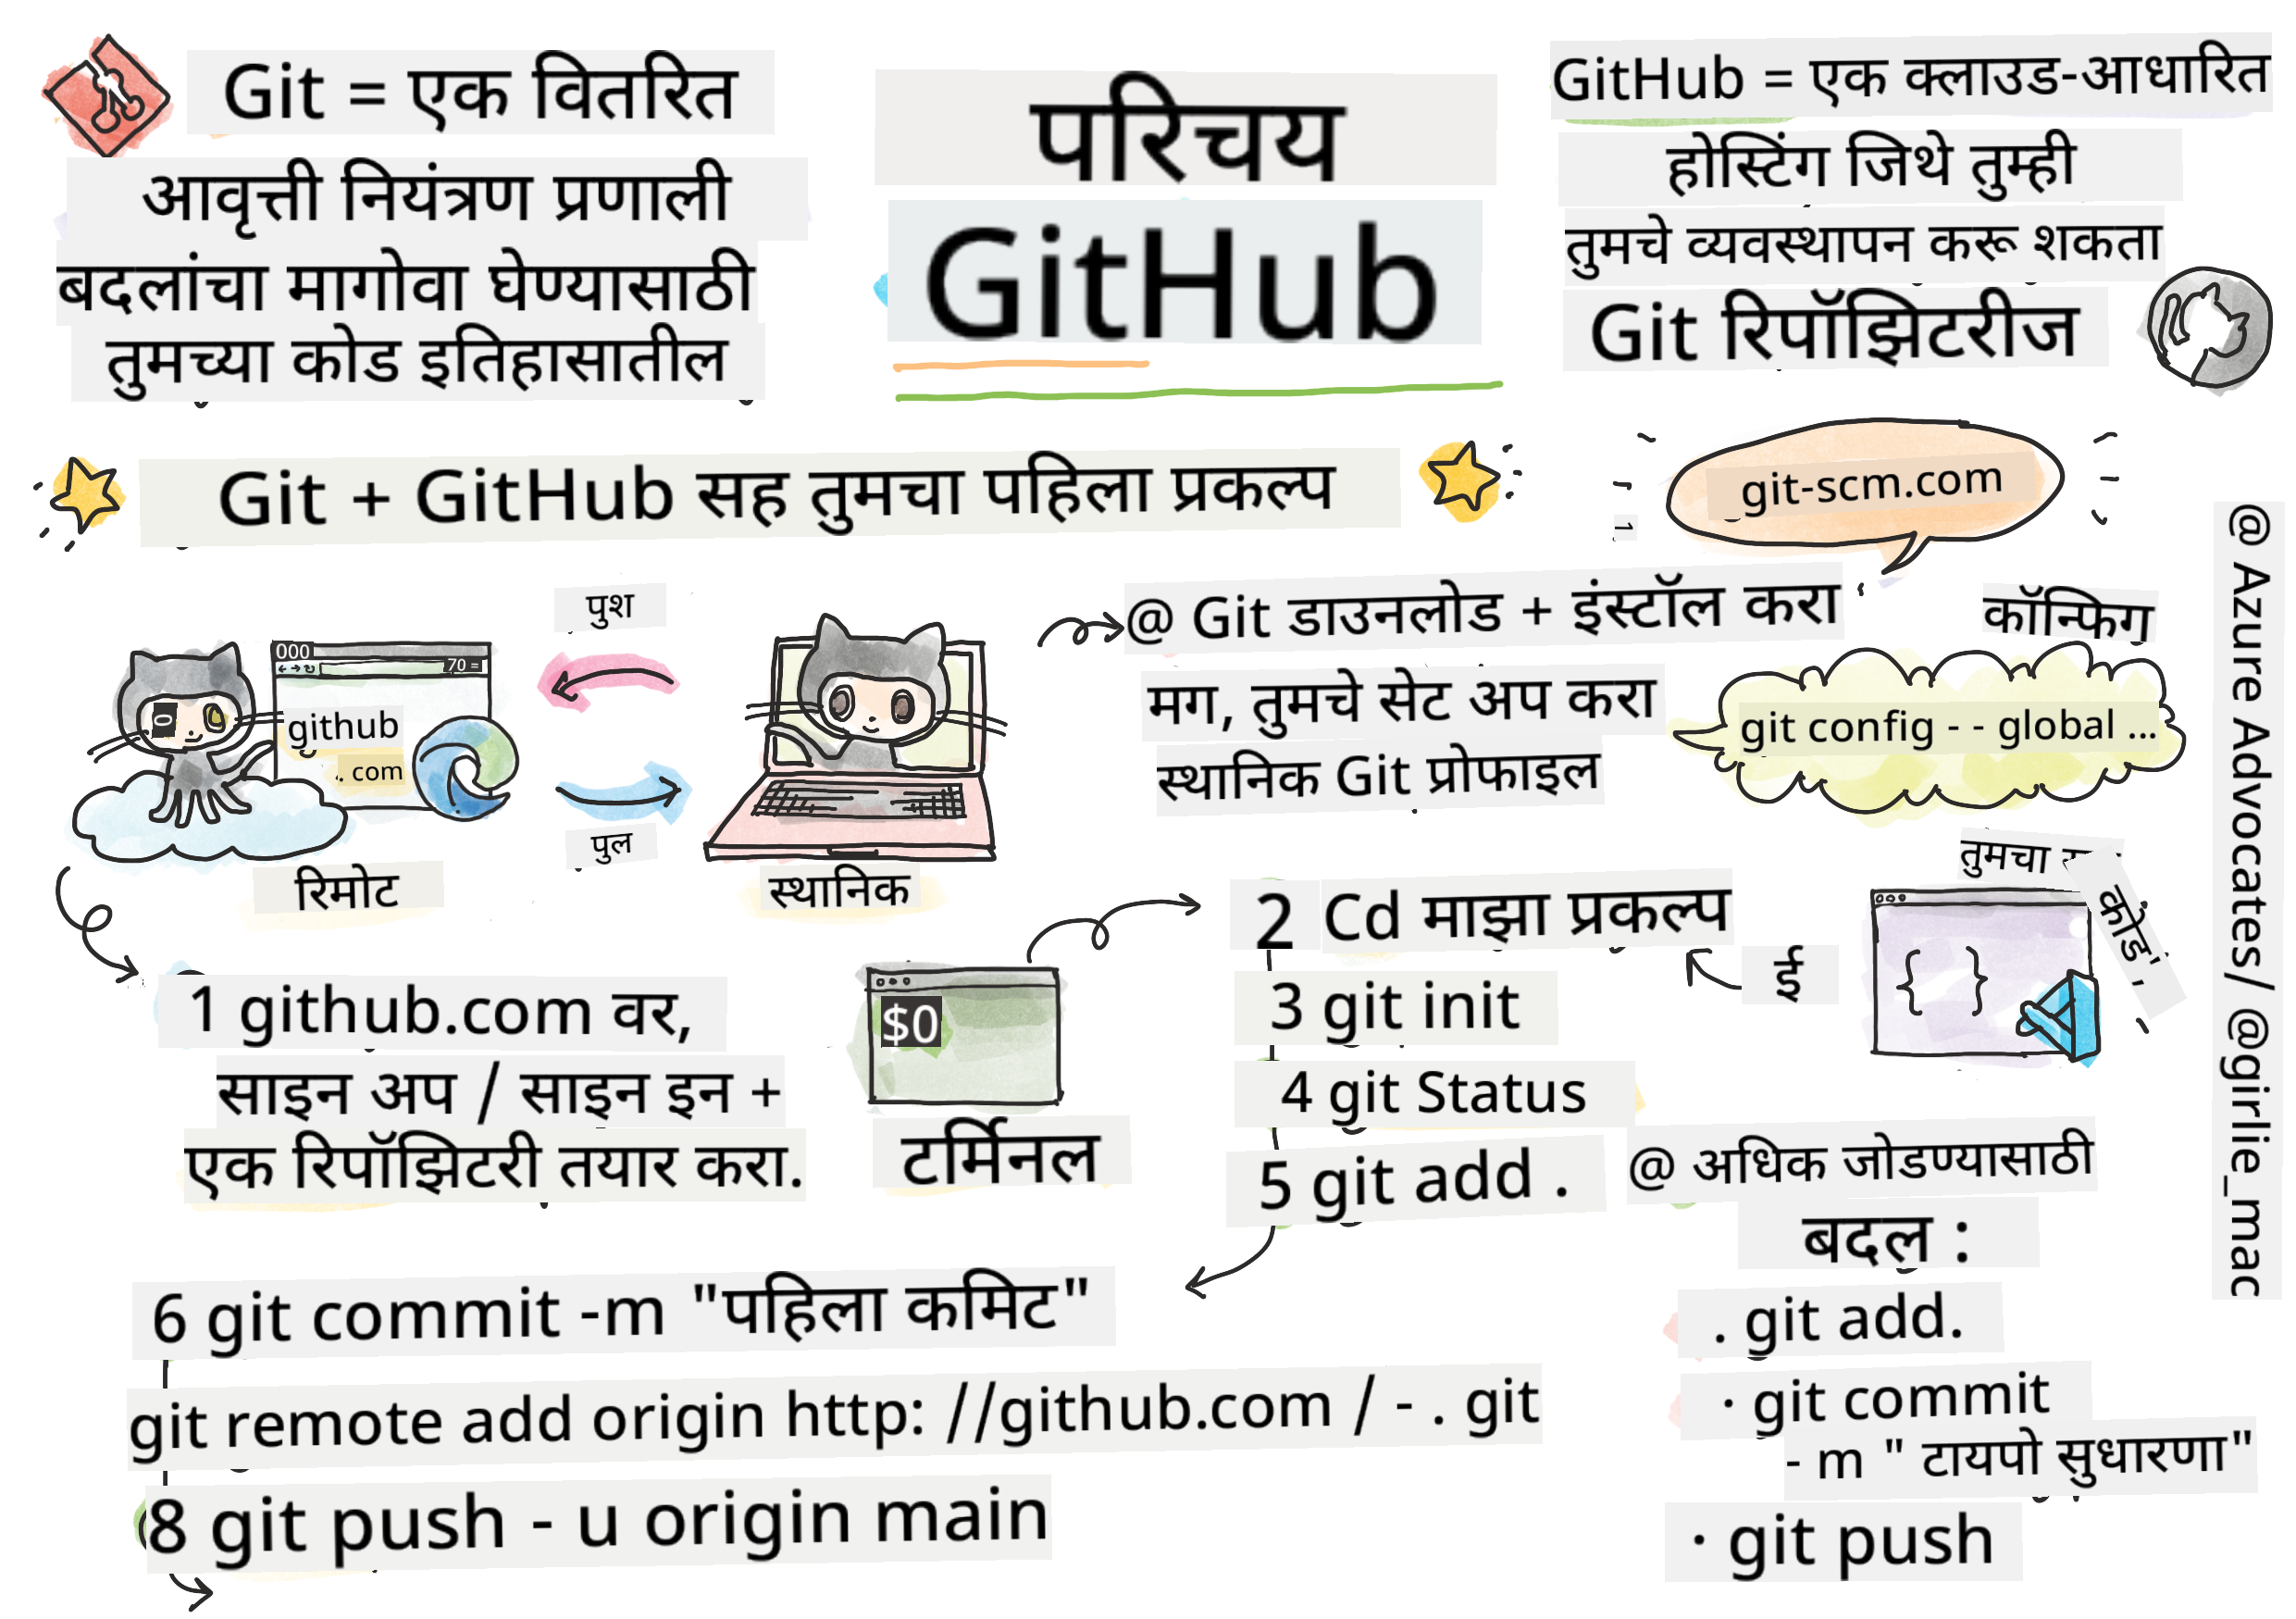 Git = एक वितरित
आवृत्ती नियंत्रण प्रणाली
बदलांचा मागोवा घेण्यासाठी
तुमच्या कोड इतिहासातील
परिचय
GitHub
GitHub = एक क्लाउड-आधारित
होस्टिंग जिथे तुम्ही
तुमचे व्यवस्थापन करू शकता
Git रिपॉझिटरीज
Git + GitHub सह तुमचा पहिला प्रकल्प
git-scm.com
000
70 =
github
. com
पुश
पुल
रिमोट
स्थानिक
@ Git डाउनलोड + इंस्टॉल करा
मग, तुमचे सेट अप करा
स्थानिक Git प्रोफाइल
कॉन्फिग
git config - - global ...
1 github.com वर,
साइन अप / साइन इन +
एक रिपॉझिटरी तयार करा.
$0
टर्मिनल
2 Cd माझा प्रकल्प
3 git init
4 git Status
5 git add .
ई
तुमचा
कोड',
{ }
6 git commit -m "पहिला कमिट"
git remote add origin http: //github.com / - . git
8 git push - u origin main
@ अधिक जोडण्यासाठी
बदल :
. git add.
· git commit
- m " टायपो सुधारणा"
· git push
@ Azure Advocates/ @girlie_mac